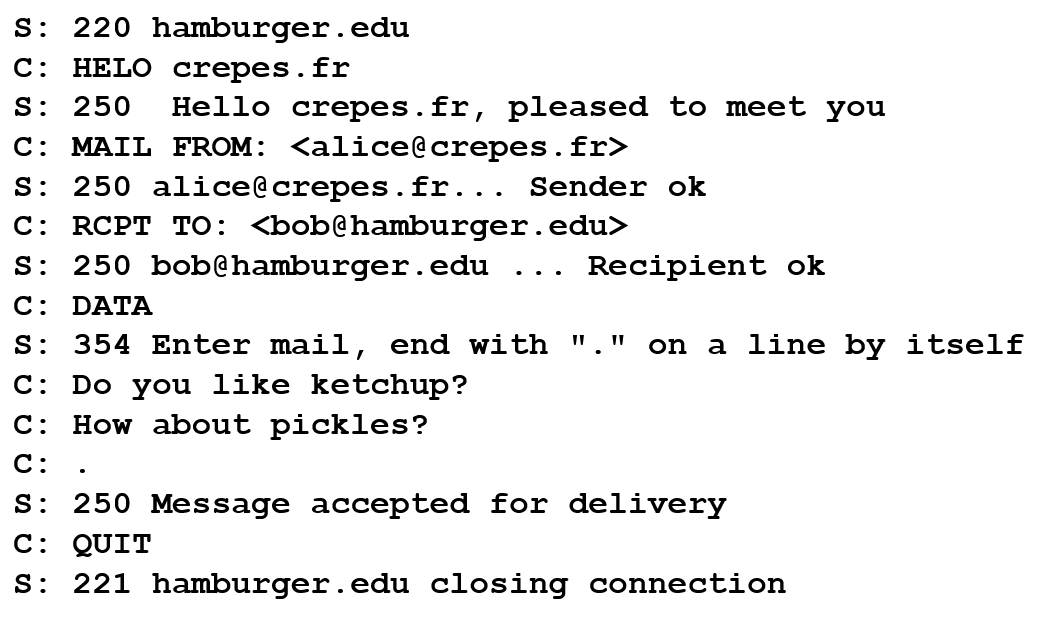 S: 220 hamburger.edu
C: HELO crepes.fr
S: 250  Hello crepes.fr, pleased to meet you
C: MAIL FROM: <alice@crepes.fr>
S: 250 alice@crepes.fr... Sender ok
C: RCPT TO: <bob@hamburger.edu>
S: 250 bob@hamburger.edu ... Recipient ok
C: DATA
S: 354 Enter mail, end with "." on a line by itself
C: Do you like ketchup?
C: How about pickles?
C: .
S: 250 Message accepted for delivery
C: QUIT
S: 221 hamburger.edu closing connection